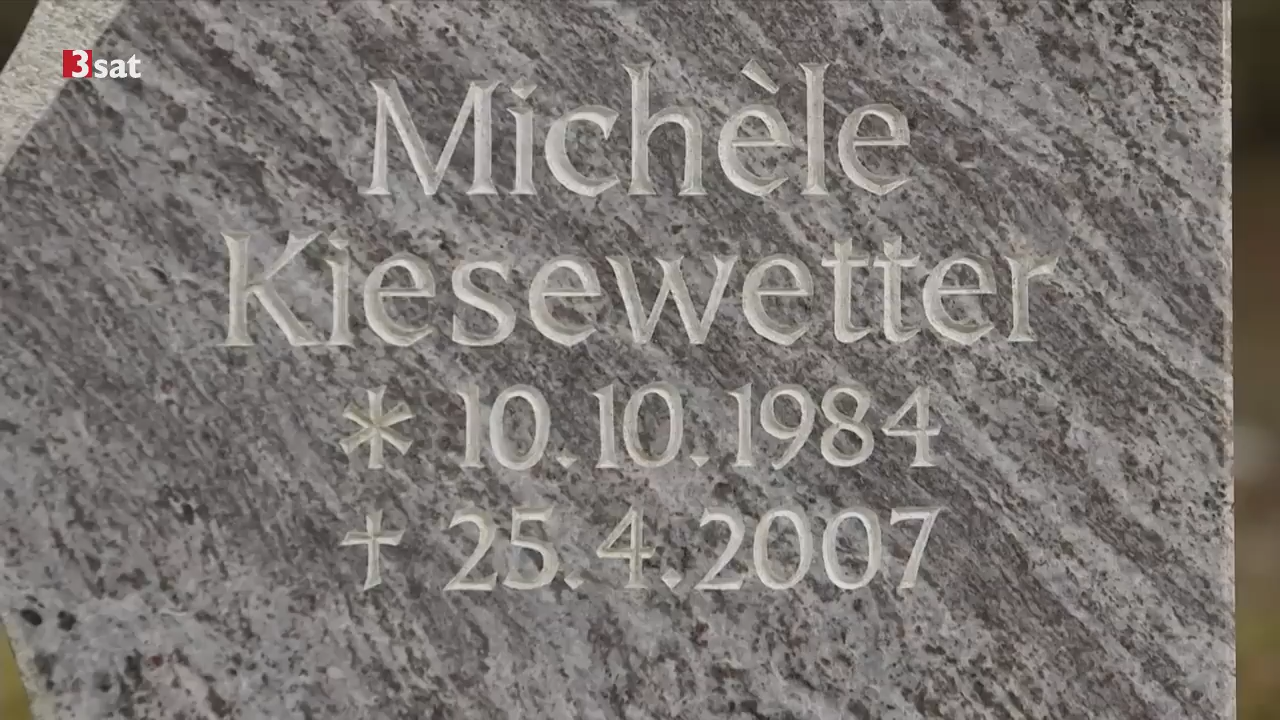 3sat
Michèle
Kiesewetter
* 10.10.1984
† 25.4.2007